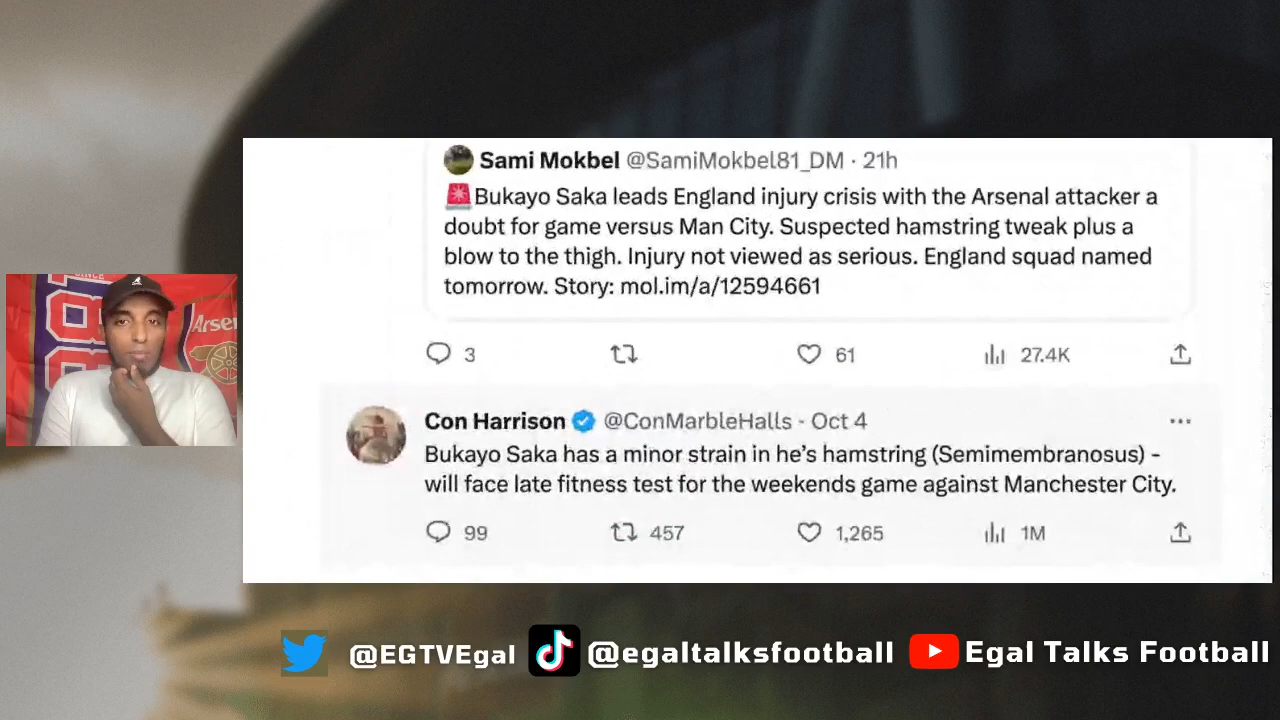 Sami Mokbel @SamiMokbel81_DM · 21h
🚨Bukayo Saka leads England injury crisis with the Arsenal attacker a
doubt for game versus Man City. Suspected hamstring tweak plus a
blow to the thigh. Injury not viewed as serious. England squad named
tomorrow. Story: mol.im/a/12594661
3 61 27.4K
Con Harrison @ConMarbleHalls - Oct 4
Bukayo Saka has a minor strain in he's hamstring (Semimembranosus) -
will face late fitness test for the weekends game against Manchester City.
99 457 1,265 1M
Arsen
@EGTVEgal @egaltalksfootball Egal Talks Football